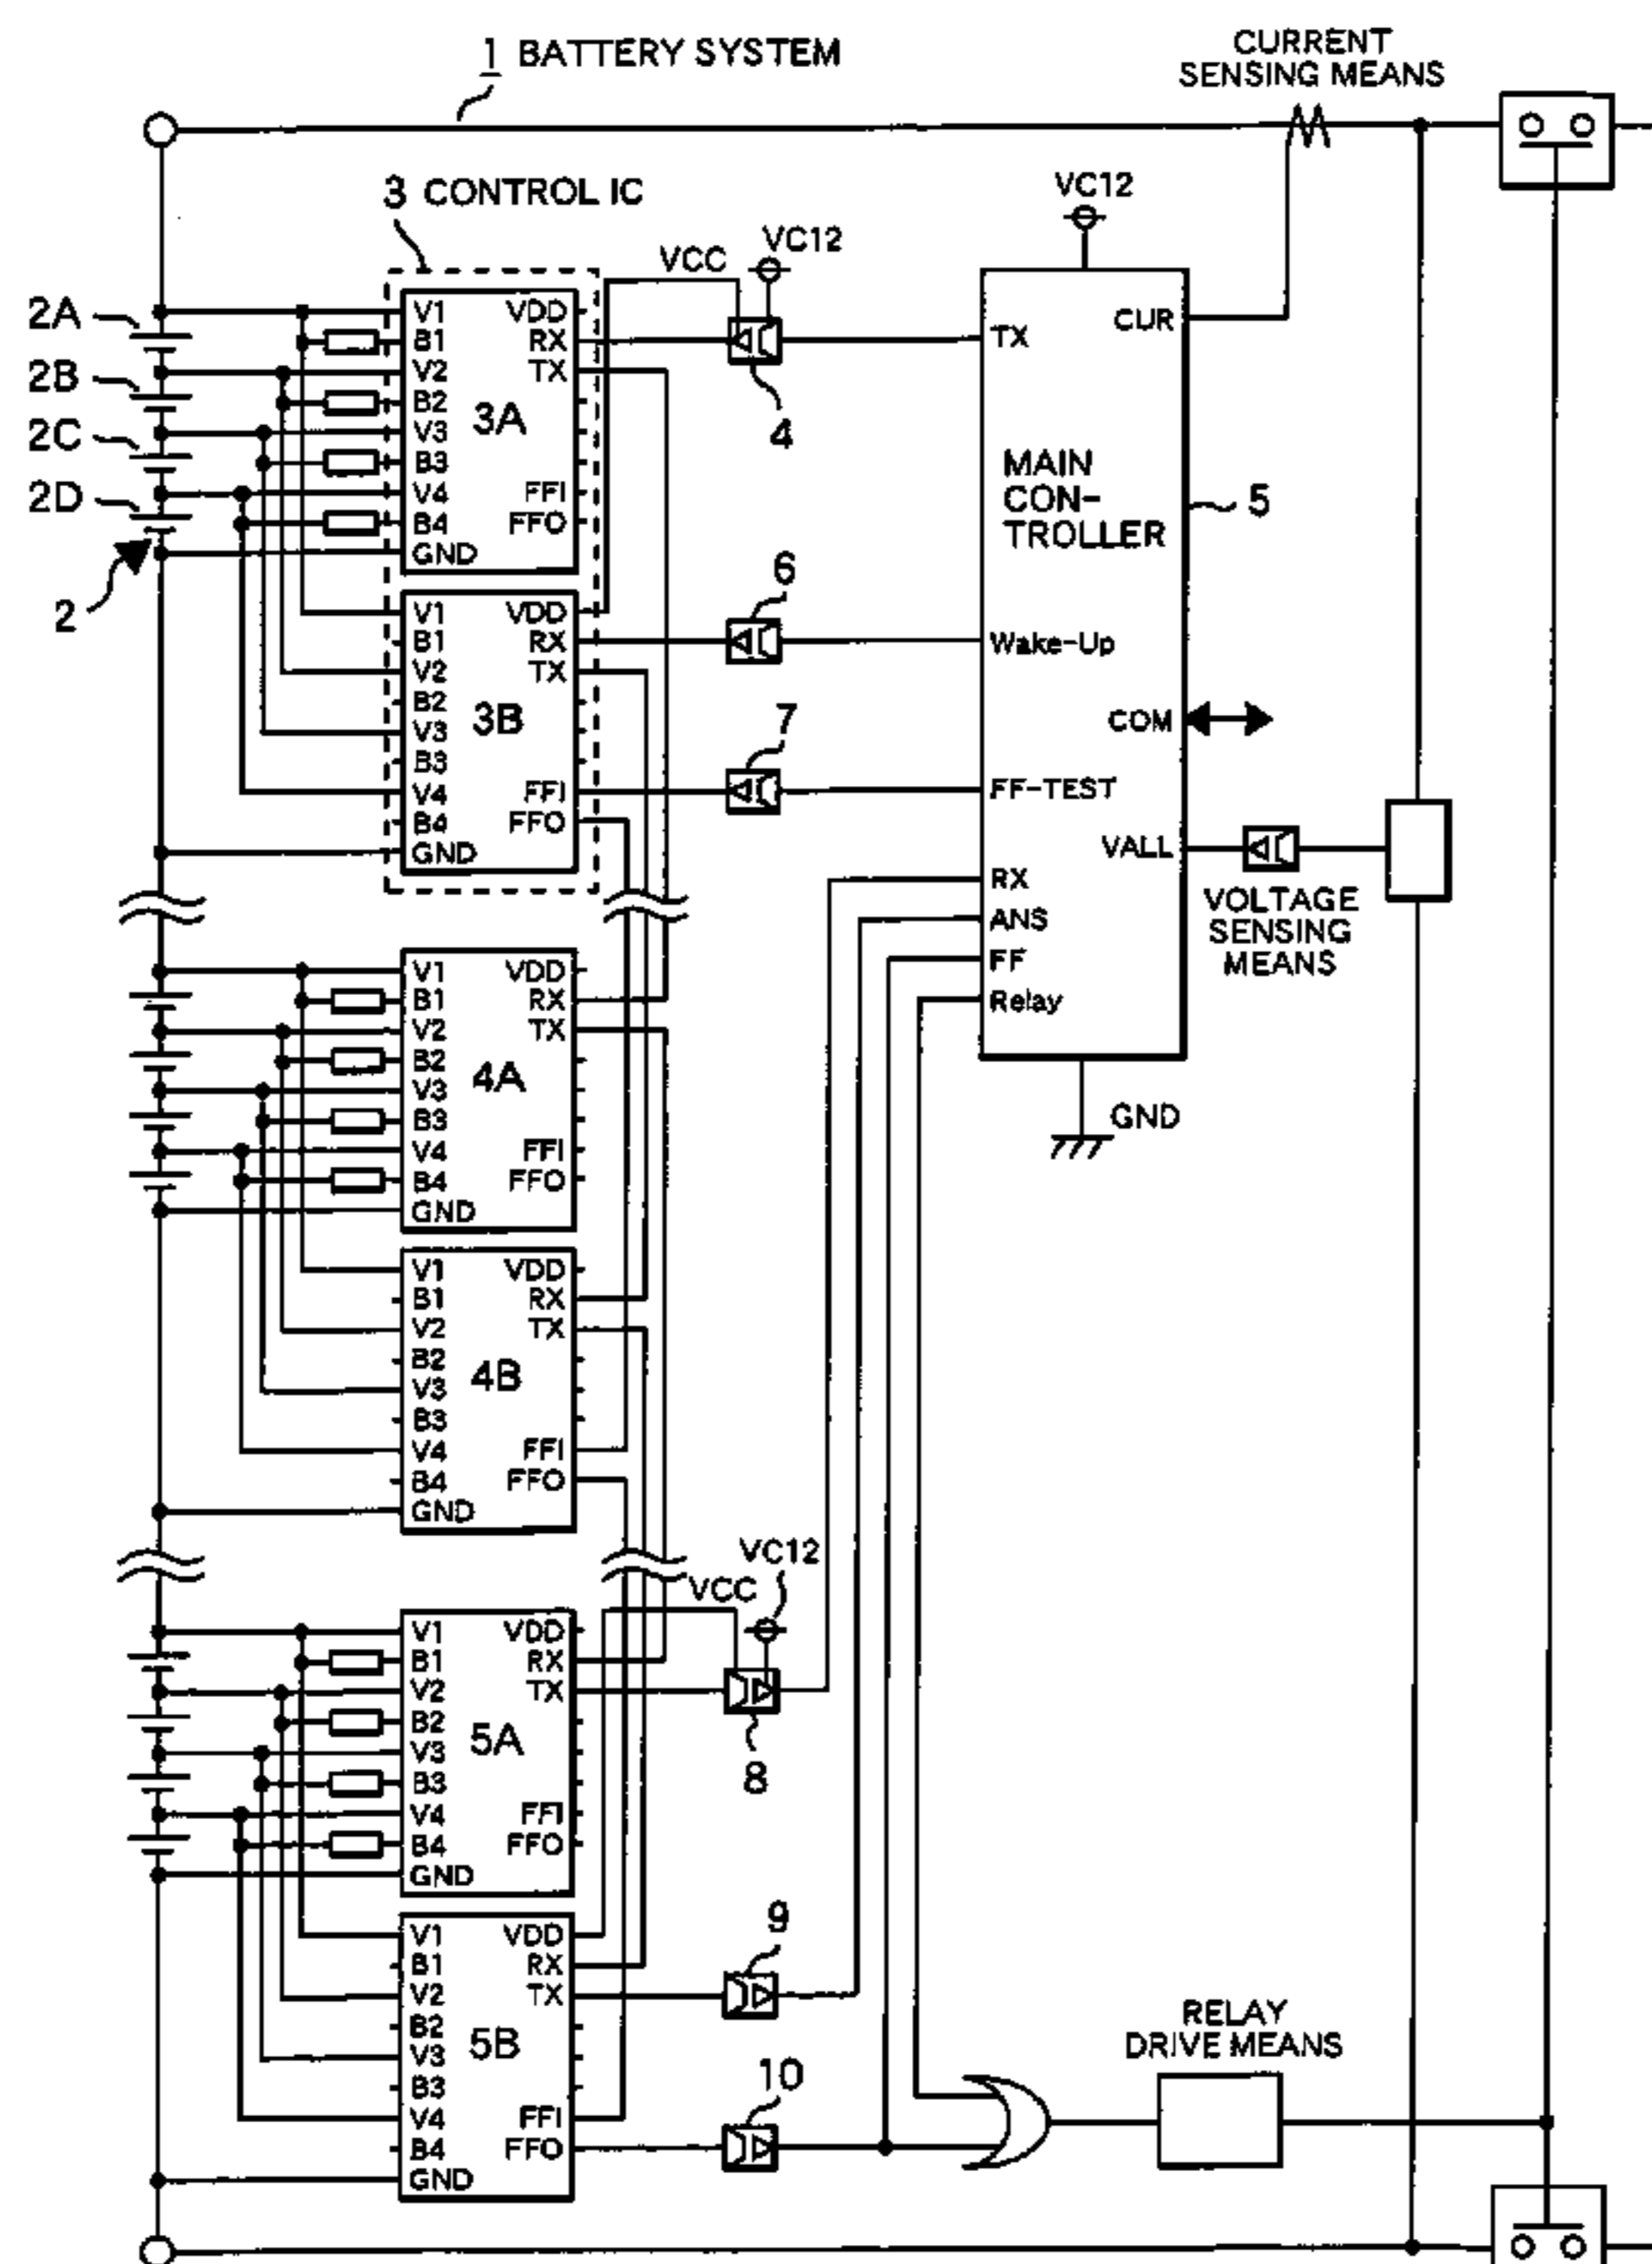 1 BATTERY SYSTEM
CURRENT
SENSING MEANS
3 CONTROL IC
VC12
VCC
VC12
2A
2B
2C
2D
2
V1 VDD
B1 RX
V2 TX
B2
V3
B3
V4 FFI
B4 FFO
GND
3A
4
TX
CUR
MAIN
CON-
TROLLER
5
6
V1 VDD
B1 RX
V2 TX
B2
V3
B3
V4 FFI
B4 FFO
GND
3B
Wake-Up
7
COM
FF-TEST
VALL
RX
ANS
FF
Relay
VOLTAGE
SENSING
MEANS
GND
V1 VDD
B1 RX
V2 TX
B2
V3
B3
V4 FFI
B4 FFO
GND
4A
V1 VDD
B1 RX
V2 TX
B2
V3
B3
V4 FFI
B4 FFO
GND
4B
VC12
VCC
V1 VDD
B1 RX
V2 TX
B2
V3
B3
V4 FFI
B4 FFO
GND
5A
8
9
V1 VDD
B1 RX
V2 TX
B2
V3
B3
V4 FFI
B4 FFO
GND
5B
10
RELAY
DRIVE MEANS